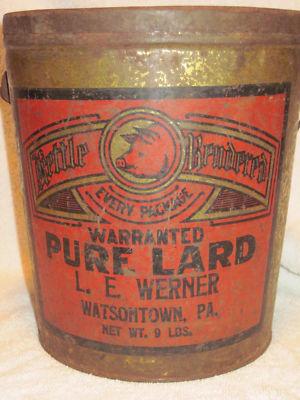 Kettle Rendered
EVERY PACKAGE
WARRANTED
PURE LARD
L. E. WERNER
WATSONTOWN, PA.
NET WT. 9 LBS.